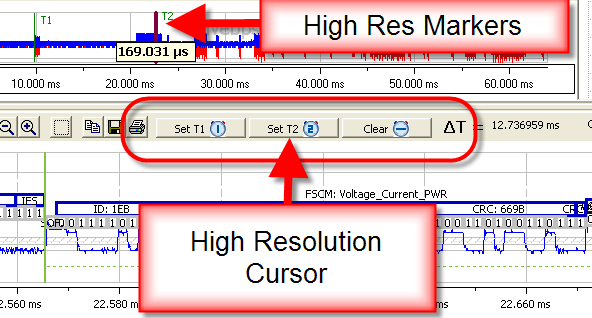 T1
T2
High Res Markers
169.031 µs
10.000 ms 20.000 ms 30.000 ms 40.000 ms 50.000 ms 60.000 ms
Set T1 1 Set T2 2 Clear ΔT = 12.736959 ms
FSCM: Voltage_Current_PWR
IFS ID: 1EB CRC: 669B
High Resolution
Cursor
22.560 ms 22.580 ms 22.660 ms